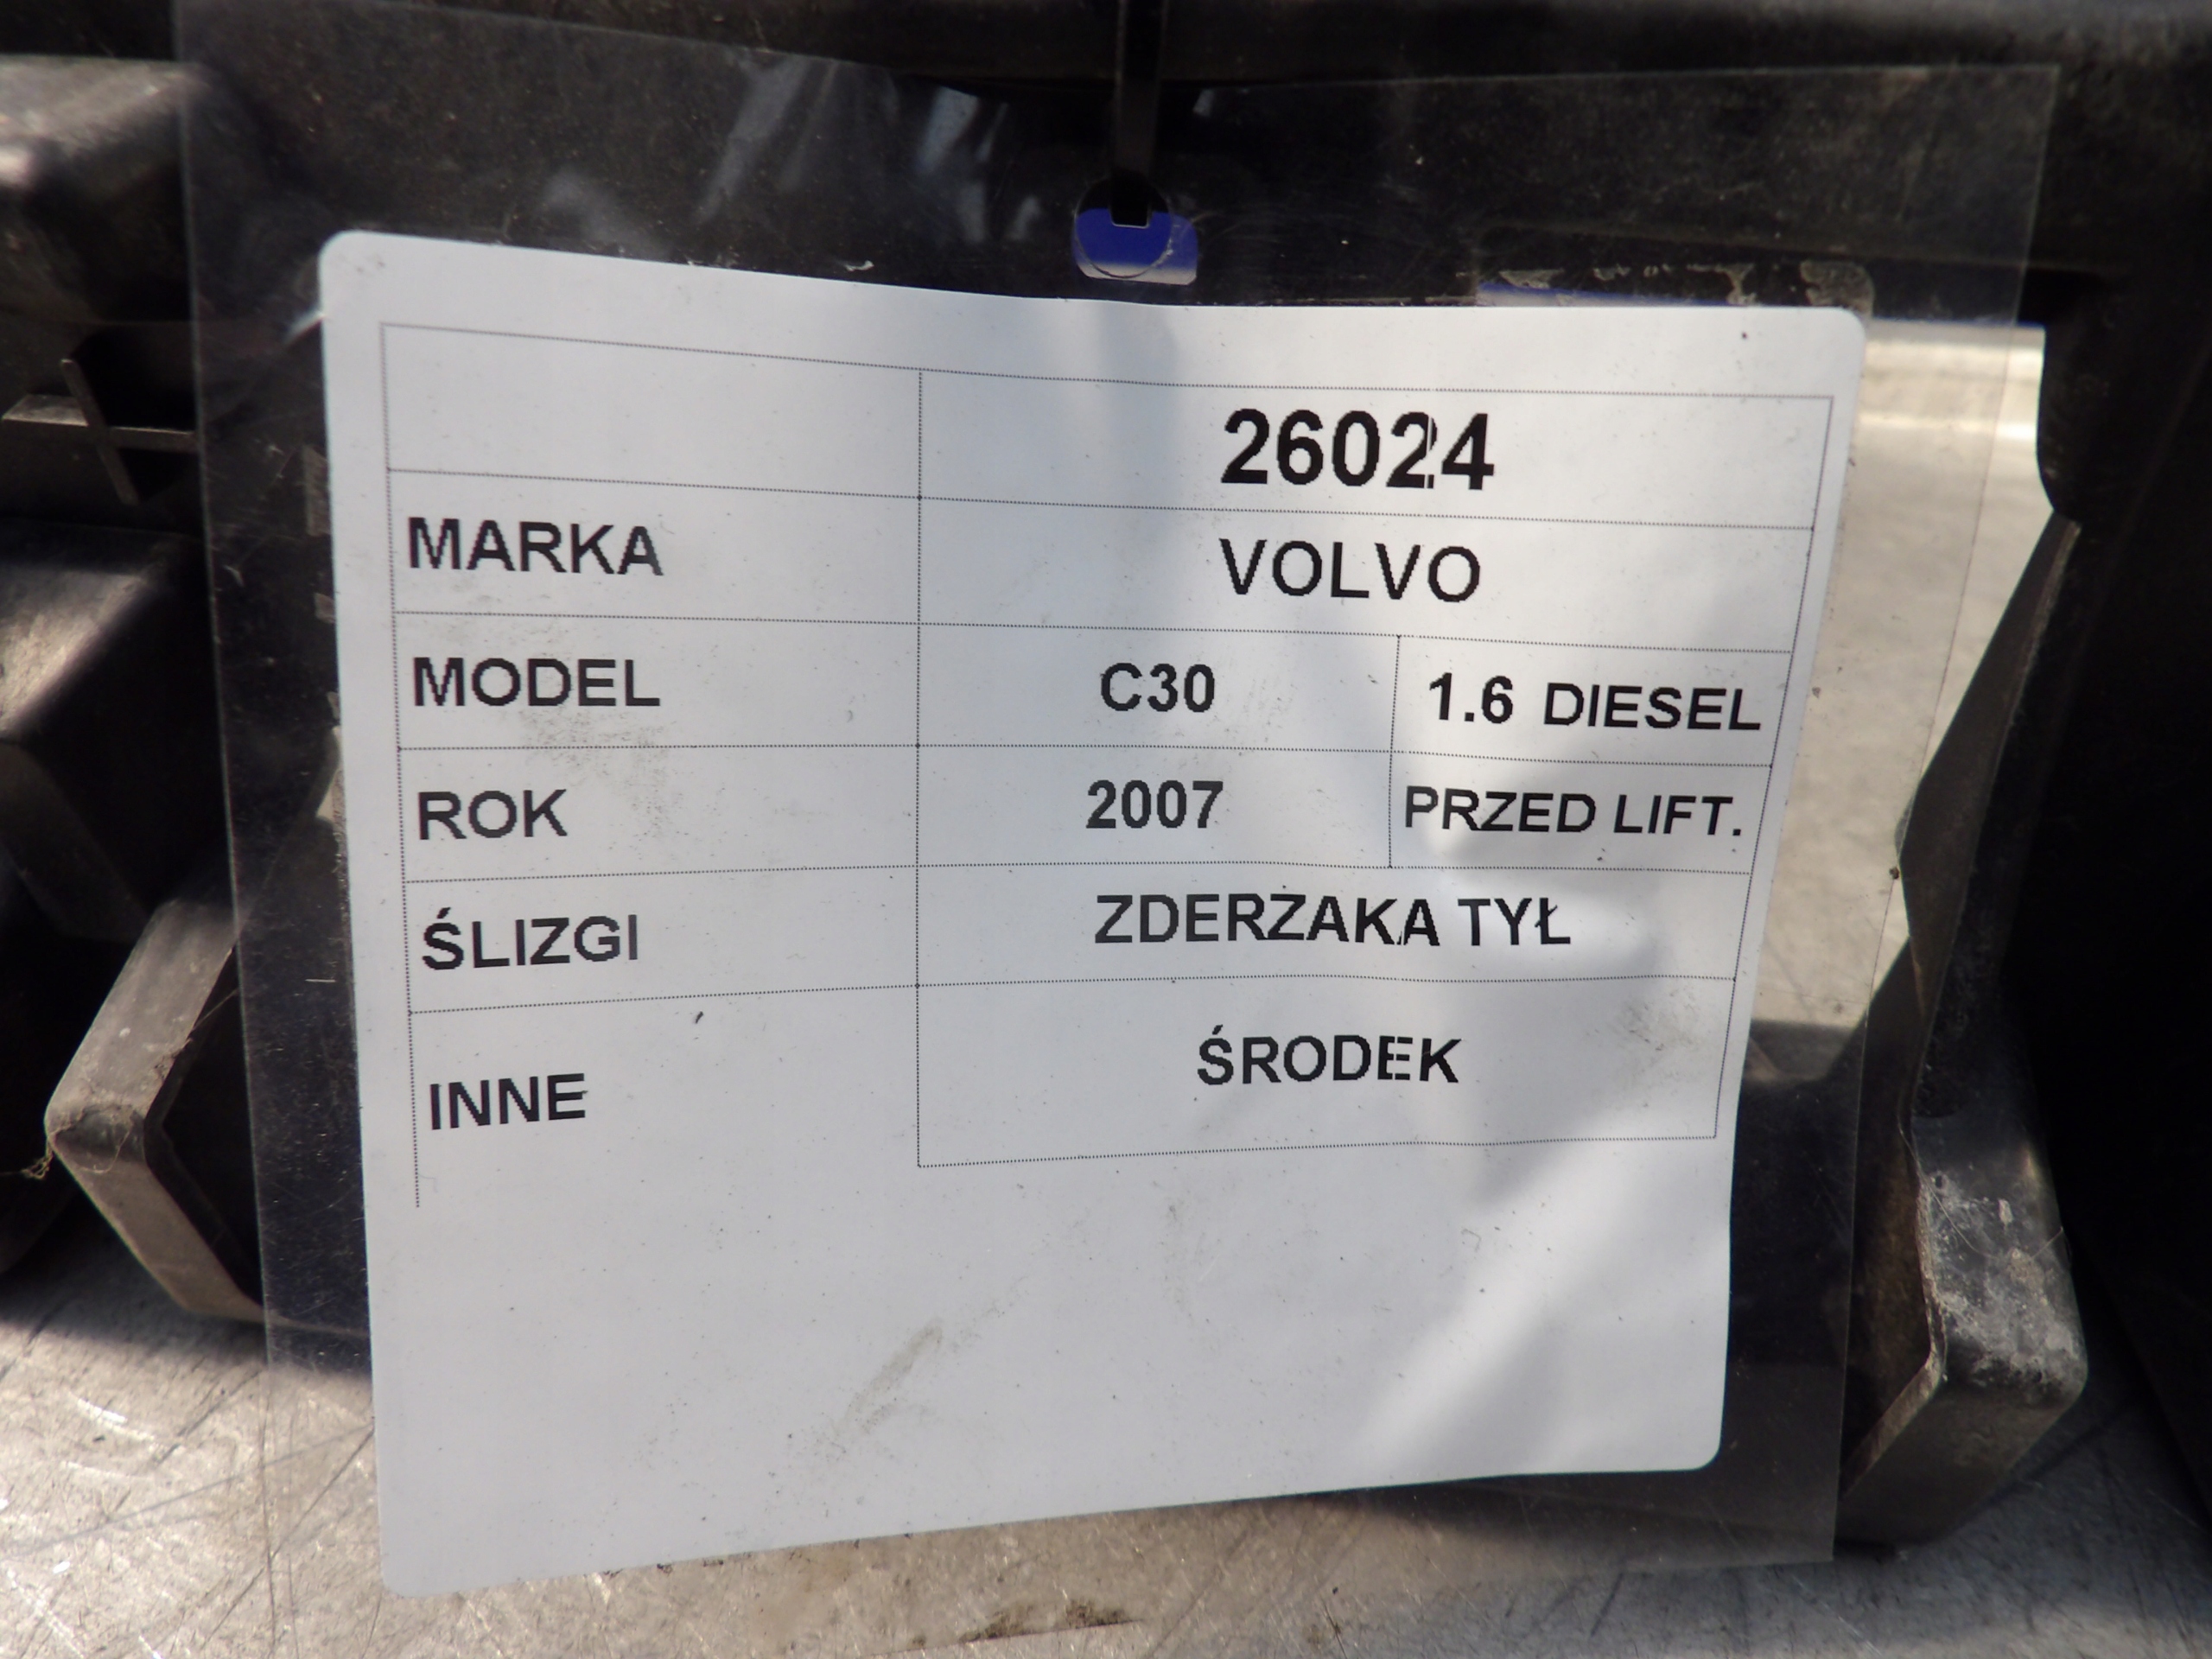 26024
MARKA VOLVO
MODEL C30 1.6 DIESEL
ROK 2007 PRZED LIFT.
ŚLIZGI ZDERZAKA TYŁ
INNE ŚRODEK